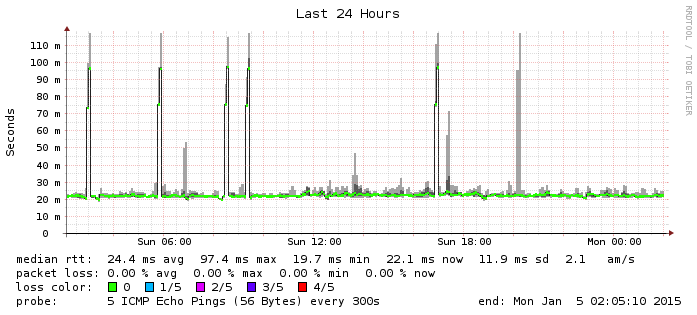 Last 24 Hours
RRDTOOL / TOBI OETIKER
Seconds
110 m
100 m
90 m
80 m
70 m
60 m
50 m
40 m
30 m
20 m
10 m
0
Sun 06:00 Sun 12:00 Sun 18:00 Mon 00:00
median rtt: 24.4 ms avg 97.4 ms max 19.7 ms min 22.1 ms now 11.9 ms sd 2.1 am/s
packet loss: 0.00 % avg 0.00 % max 0.00 % min 0.00 % now
loss color: 0 1/5 2/5 3/5 4/5
probe: 5 ICMP Echo Pings (56 Bytes) every 300s end: Mon Jan 5 02:05:10 2015